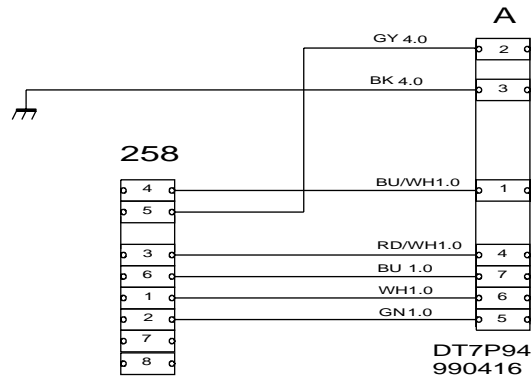 A
GY 4.0
2
BK 4.0
3
258
4 BU/WH1.0 1
5
3 RD/WH1.0 4
6 BU 1.0 7
1 WH1.0 6
2 GN1.0 5
7
8
DT7P94
990416